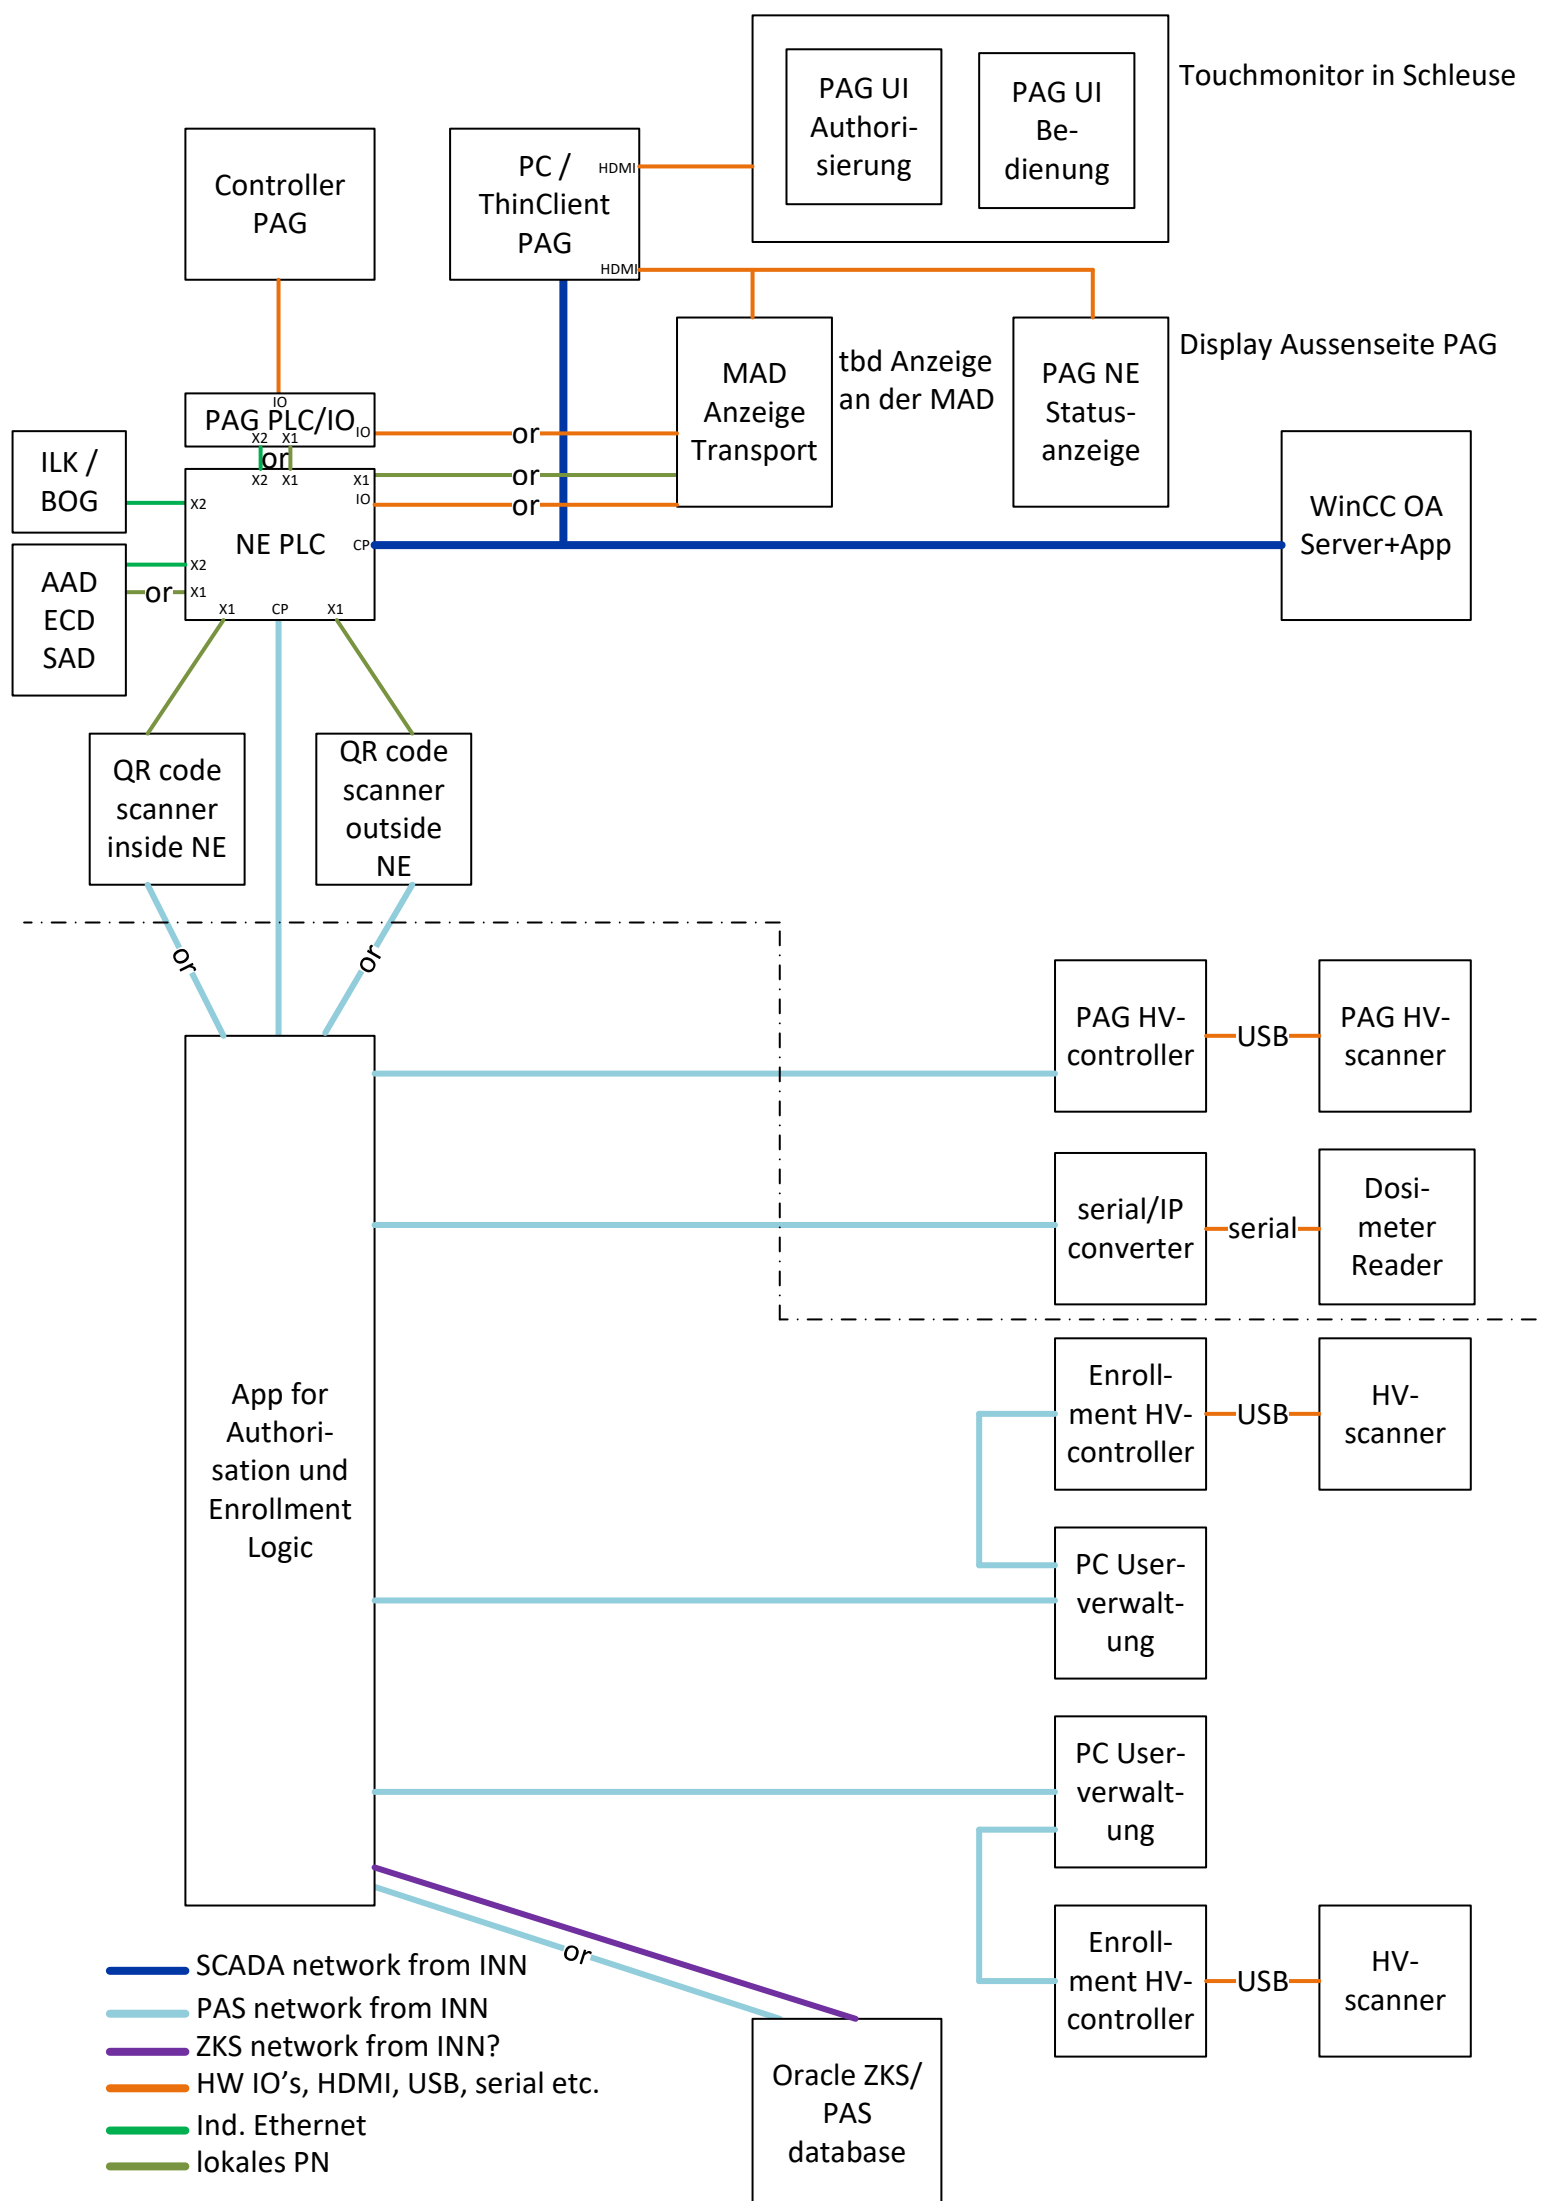 PAG UI
Authori-
sierung
PAG UI
Be-
dienung
Touchmonitor in Schleuse
Controller
PAG
PC /
ThinClient
PAG
HDMI
HDMI
MAD
Anzeige
Transport
tbd Anzeige
an der MAD
PAG NE
Status-
anzeige
Display Aussenseite PAG
IO
PAG PLC/IO
IO
X2 X1
or
or
or
or
ILK /
BOG
X2 X1
X1
IO
X2
NE PLC
CP
X2
X1
X1
CP
X1
AAD
ECD
SAD
or
WinCC OA
Server+App
QR code
scanner
inside NE
QR code
scanner
outside
NE
or
or
PAG HV-
controller
USB
PAG HV-
scanner
serial/IP
converter
serial
Dosi-
meter
Reader
Enroll-
ment HV-
controller
USB
HV-
scanner
App for
Authori-
sation und
Enrollment
Logic
PC User-
verwalt-
ung
PC User-
verwalt-
ung
Enroll-
ment HV-
controller
USB
HV-
scanner
or
Oracle ZKS/
PAS
database
SCADA network from INN
PAS network from INN
ZKS network from INN?
HW IO's, HDMI, USB, serial etc.
Ind. Ethernet
lokales PN